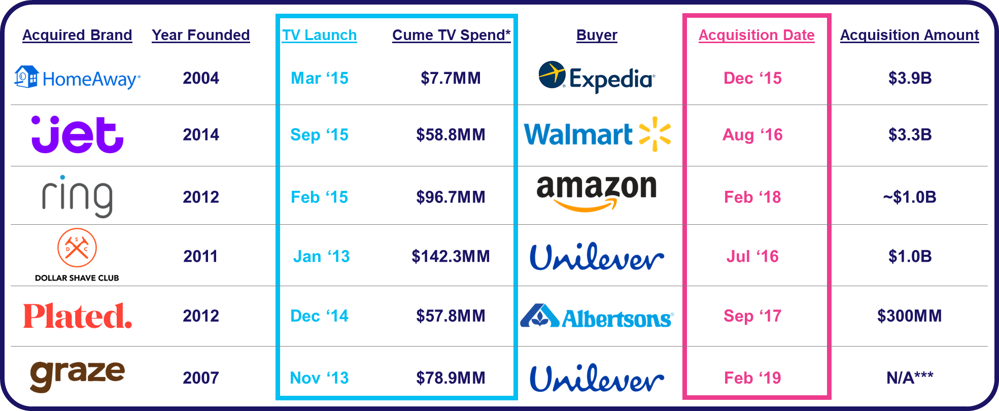 Acquired Brand Year Founded TV Launch Cume TV Spend* Buyer Acquisition Date Acquisition Amount
HomeAway® 2004 Mar ‘15 $7.7MM Expedia® Dec ‘15 $3.9B
jet 2014 Sep ‘15 $58.8MM Walmart Aug ‘16 $3.3B
ring 2012 Feb ‘15 $96.7MM amazon Feb ‘18 ~$1.0B
S
D C
DOLLAR SHAVE CLUB 2011 Jan ‘13 $142.3MM Unilever Jul ‘16 $1.0B
Plated. 2012 Dec ‘14 $57.8MM Albertsons® Sep ‘17 $300MM
graze 2007 Nov ‘13 $78.9MM Unilever Feb ‘19 N/A***